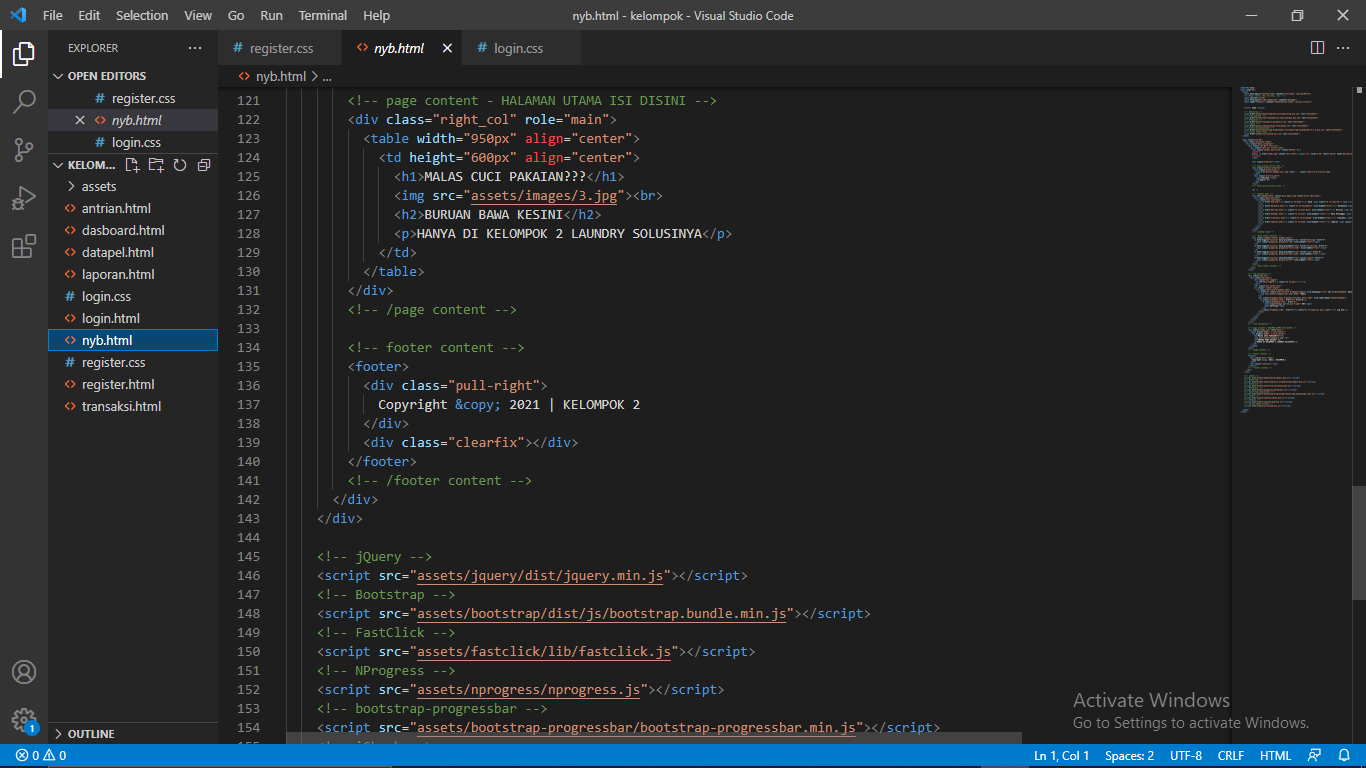 File Edit Selection View Go Run Terminal Help nyb.html - kelompok - Visual Studio Code
EXPLORER
OPEN EDITORS
# register.css
<> nyb.html
# login.css
KELOM...
assets
<> antrian.html
<> dasboard.html
<> datapel.html
<> laporan.html
# login.css
<> login.html
<> nyb.html
# register.css
<> register.html
<> transaksi.html
OUTLINE
# register.css <> nyb.html # login.css
<> nyb.html > ...
121 <!-- page content - HALAMAN UTAMA ISI DISINI -->
122 <div class="right_col" role="main">
123 <table width="950px" align="center">
124 <td height="600px" align="center">
125 <h1>MALAS CUCI PAKAIAN???</h1>
126 <img src="assets/images/3.jpg"><br>
127 <h2>BURUAN BAWA KESINI</h2>
128 <p>HANYA DI KELOMPOK 2 LAUNDRY SOLUSINYA</p>
129 </td>
130 </table>
131 </div>
132 <!-- /page content -->
133
134 <!-- footer content -->
135 <footer>
136 <div class="pull-right">
137 Copyright &copy; 2021 | KELOMPOK 2
138 </div>
139 <div class="clearfix"></div>
140 </footer>
141 <!-- /footer content -->
142 </div>
143 </div>
144
145 <!-- jQuery -->
146 <script src="assets/jquery/dist/jquery.min.js"></script>
147 <!-- Bootstrap -->
148 <script src="assets/bootstrap/dist/js/bootstrap.bundle.min.js"></script>
149 <!-- FastClick -->
150 <script src="assets/fastclick/lib/fastclick.js"></script>
151 <!-- NProgress -->
152 <script src="assets/nprogress/nprogress.js"></script>
153 <!-- bootstrap-progressbar -->
154 <script src="assets/bootstrap-progressbar/bootstrap-progressbar.min.js"></script>
Activate Windows
Go to Settings to activate Windows.
1
0 0 Ln 1, Col 1 Spaces: 2 UTF-8 CRLF HTML